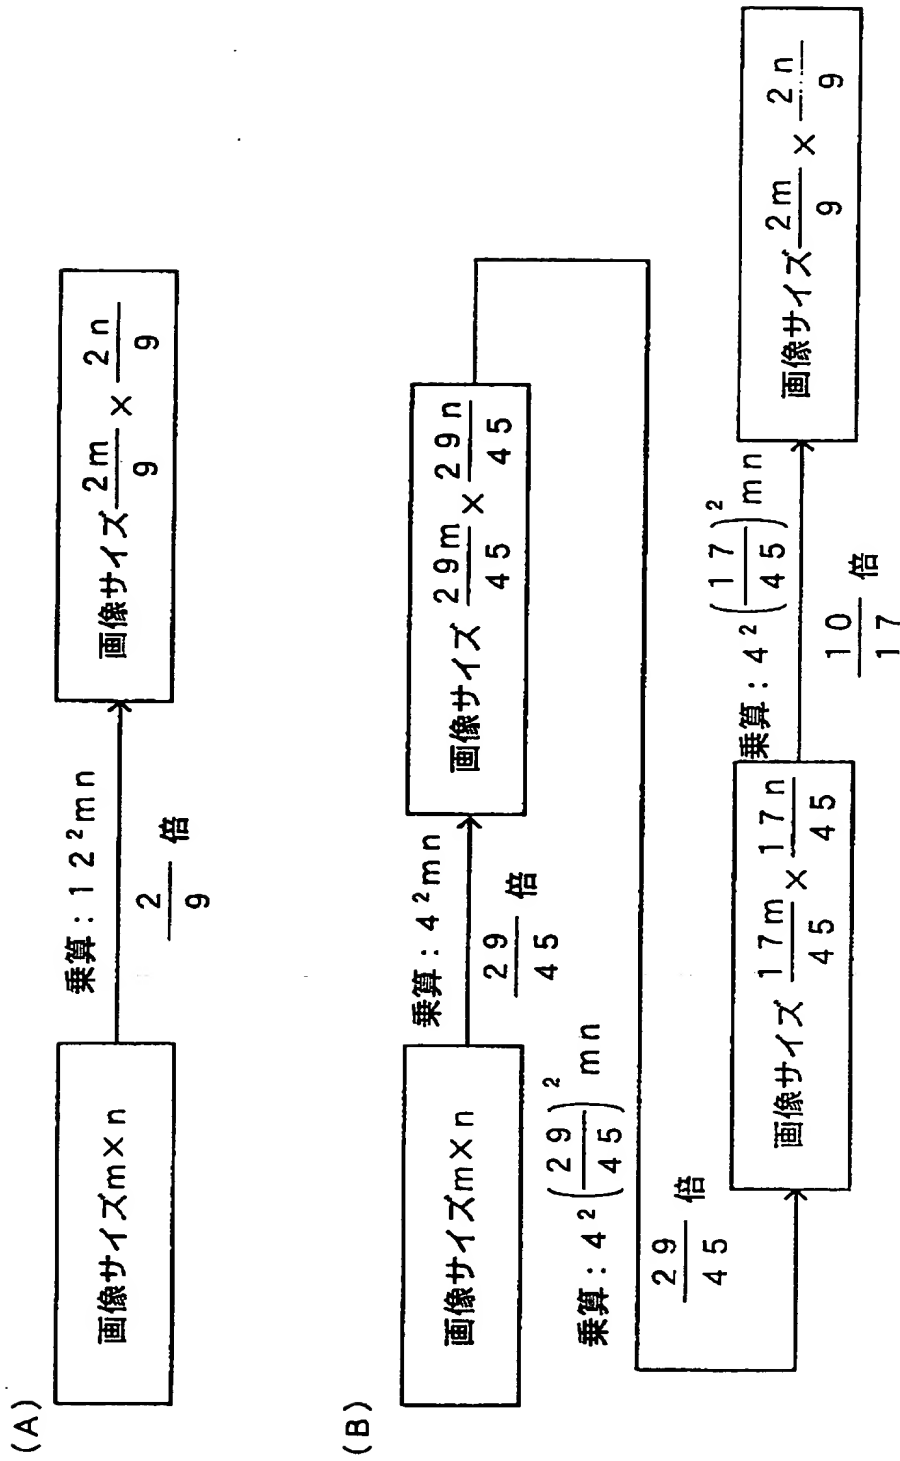 (A)
画像サイズm×n
乗算：12²mn
2/9 倍
画像サイズ 2m/9 × 2n/9
(B)
画像サイズm×n
乗算：4²mn
29/45 倍
画像サイズ 29m/45 × 29n/45
乗算：4²(29/45)²mn
29/45 倍
画像サイズ 17m/45 × 17n/45
乗算：4²(17/45)²mn
10/17 倍
画像サイズ 2m/9 × 2n/9